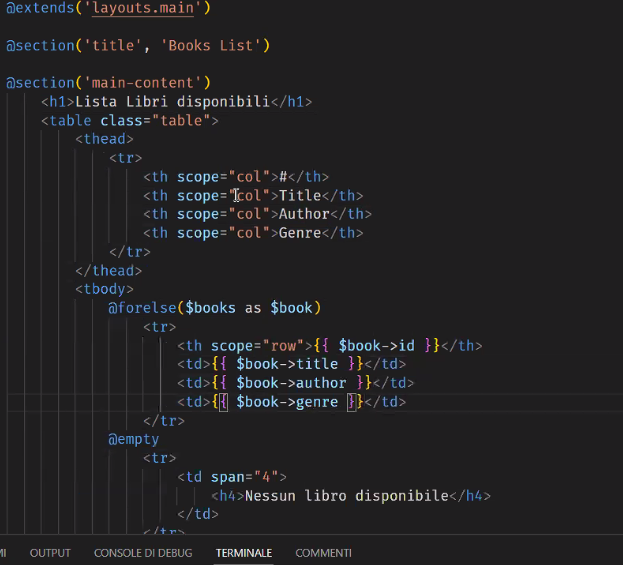 @extends('layouts.main')
@section('title', 'Books List')
@section('main-content')
<h1>Lista Libri disponibili</h1>
<table class="table">
<thead>
<tr>
<th scope="col">#</th>
<th scope="col">Title</th>
<th scope="col">Author</th>
<th scope="col">Genre</th>
</tr>
</thead>
<tbody>
@forelse($books as $book)
<tr>
<th scope="row">{{ $book->id }}</th>
<td>{{ $book->title }}</td>
<td>{{ $book->author }}</td>
<td>{{ $book->genre }}</td>
</tr>
@empty
<tr>
<td span="4">
<h4>Nessun libro disponibile</h4>
</td>
</tr>
OUTPUT CONSOLE DI DEBUG TERMINALE COMMENTI